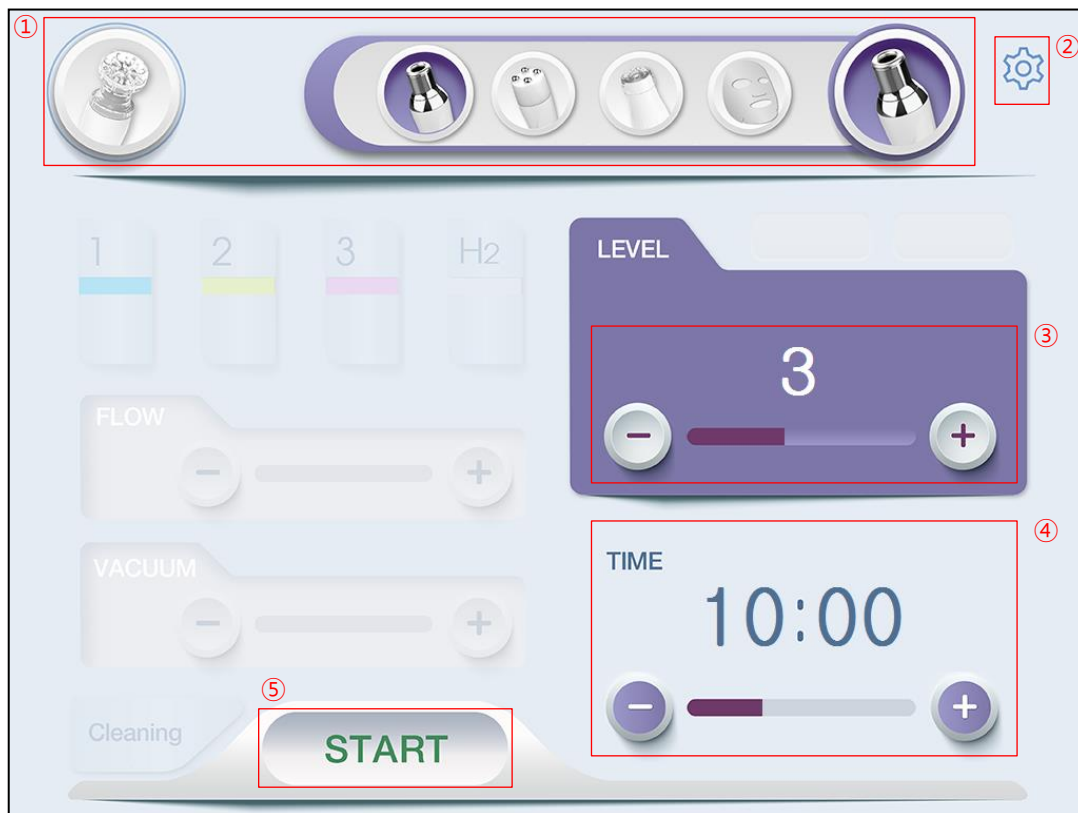 ①
②
1 2 3 H2
LEVEL
③
3
− +
FLOW
− +
④
TIME
10:00
− +
VACUUM
− +
⑤
Cleaning
START